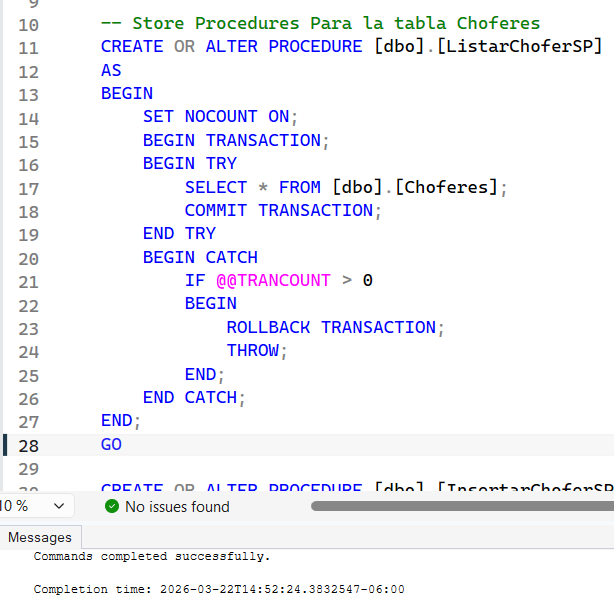 9
10 -- Store Procedures Para la tabla Choferes
11 CREATE OR ALTER PROCEDURE [dbo].[ListarChoferSP]
12 AS
13 BEGIN
14 SET NOCOUNT ON;
15 BEGIN TRANSACTION;
16 BEGIN TRY
17 SELECT * FROM [dbo].[Choferes];
18 COMMIT TRANSACTION;
19 END TRY
20 BEGIN CATCH
21 IF @@TRANCOUNT > 0
22 BEGIN
23 ROLLBACK TRANSACTION;
24 THROW;
25 END;
26 END CATCH;
27 END;
28 GO
29
CREATE OR ALTER PROCEDURE [dbo].[InsertarChoferSP
10 % No issues found
Messages
Commands completed successfully.
Completion time: 2026-03-22T14:52:24.3832547-06:00